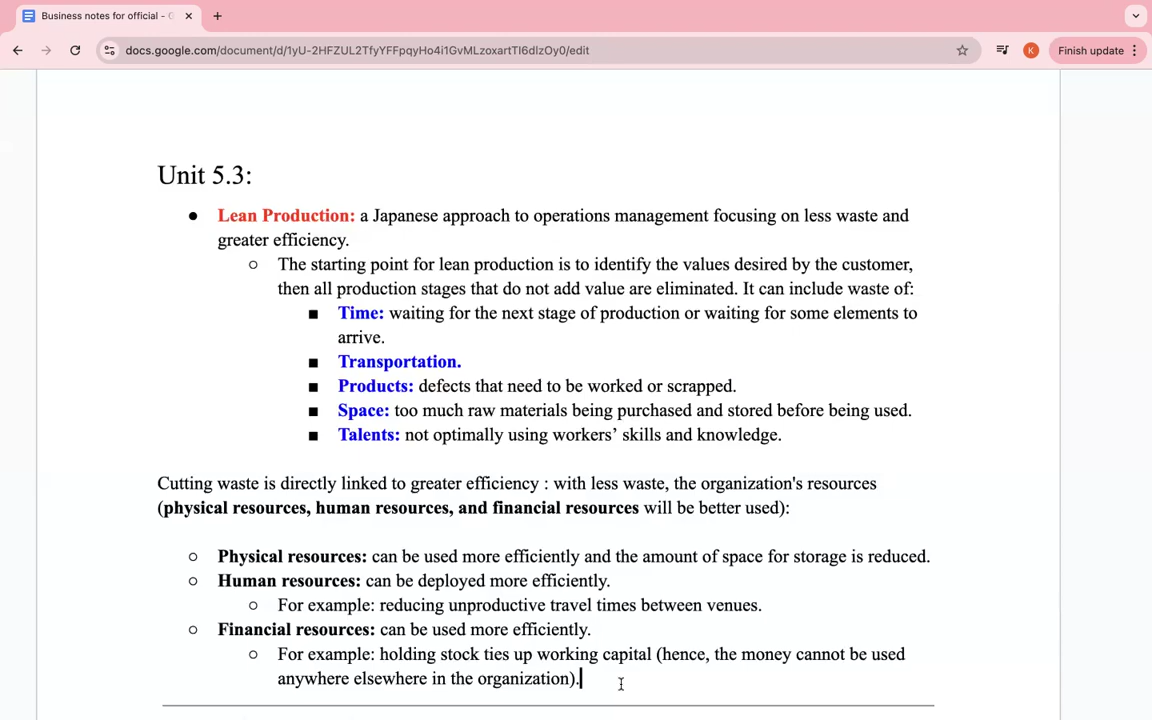 Business notes for official - G
docs.google.com/document/d/1yU-2HFZUL2TfyYFFpqyHo4i1GvMLzoxartTI6dIzOy0/edit
K
Finish update
Unit 5.3:
● Lean Production: a Japanese approach to operations management focusing on less waste and
greater efficiency.
○ The starting point for lean production is to identify the values desired by the customer,
then all production stages that do not add value are eliminated. It can include waste of:
■ Time: waiting for the next stage of production or waiting for some elements to
arrive.
■ Transportation.
■ Products: defects that need to be worked or scrapped.
■ Space: too much raw materials being purchased and stored before being used.
■ Talents: not optimally using workers’ skills and knowledge.
Cutting waste is directly linked to greater efficiency : with less waste, the organization's resources
(physical resources, human resources, and financial resources will be better used):
○ Physical resources: can be used more efficiently and the amount of space for storage is reduced.
○ Human resources: can be deployed more efficiently.
○ For example: reducing unproductive travel times between venues.
○ Financial resources: can be used more efficiently.
○ For example: holding stock ties up working capital (hence, the money cannot be used
anywhere elsewhere in the organization).